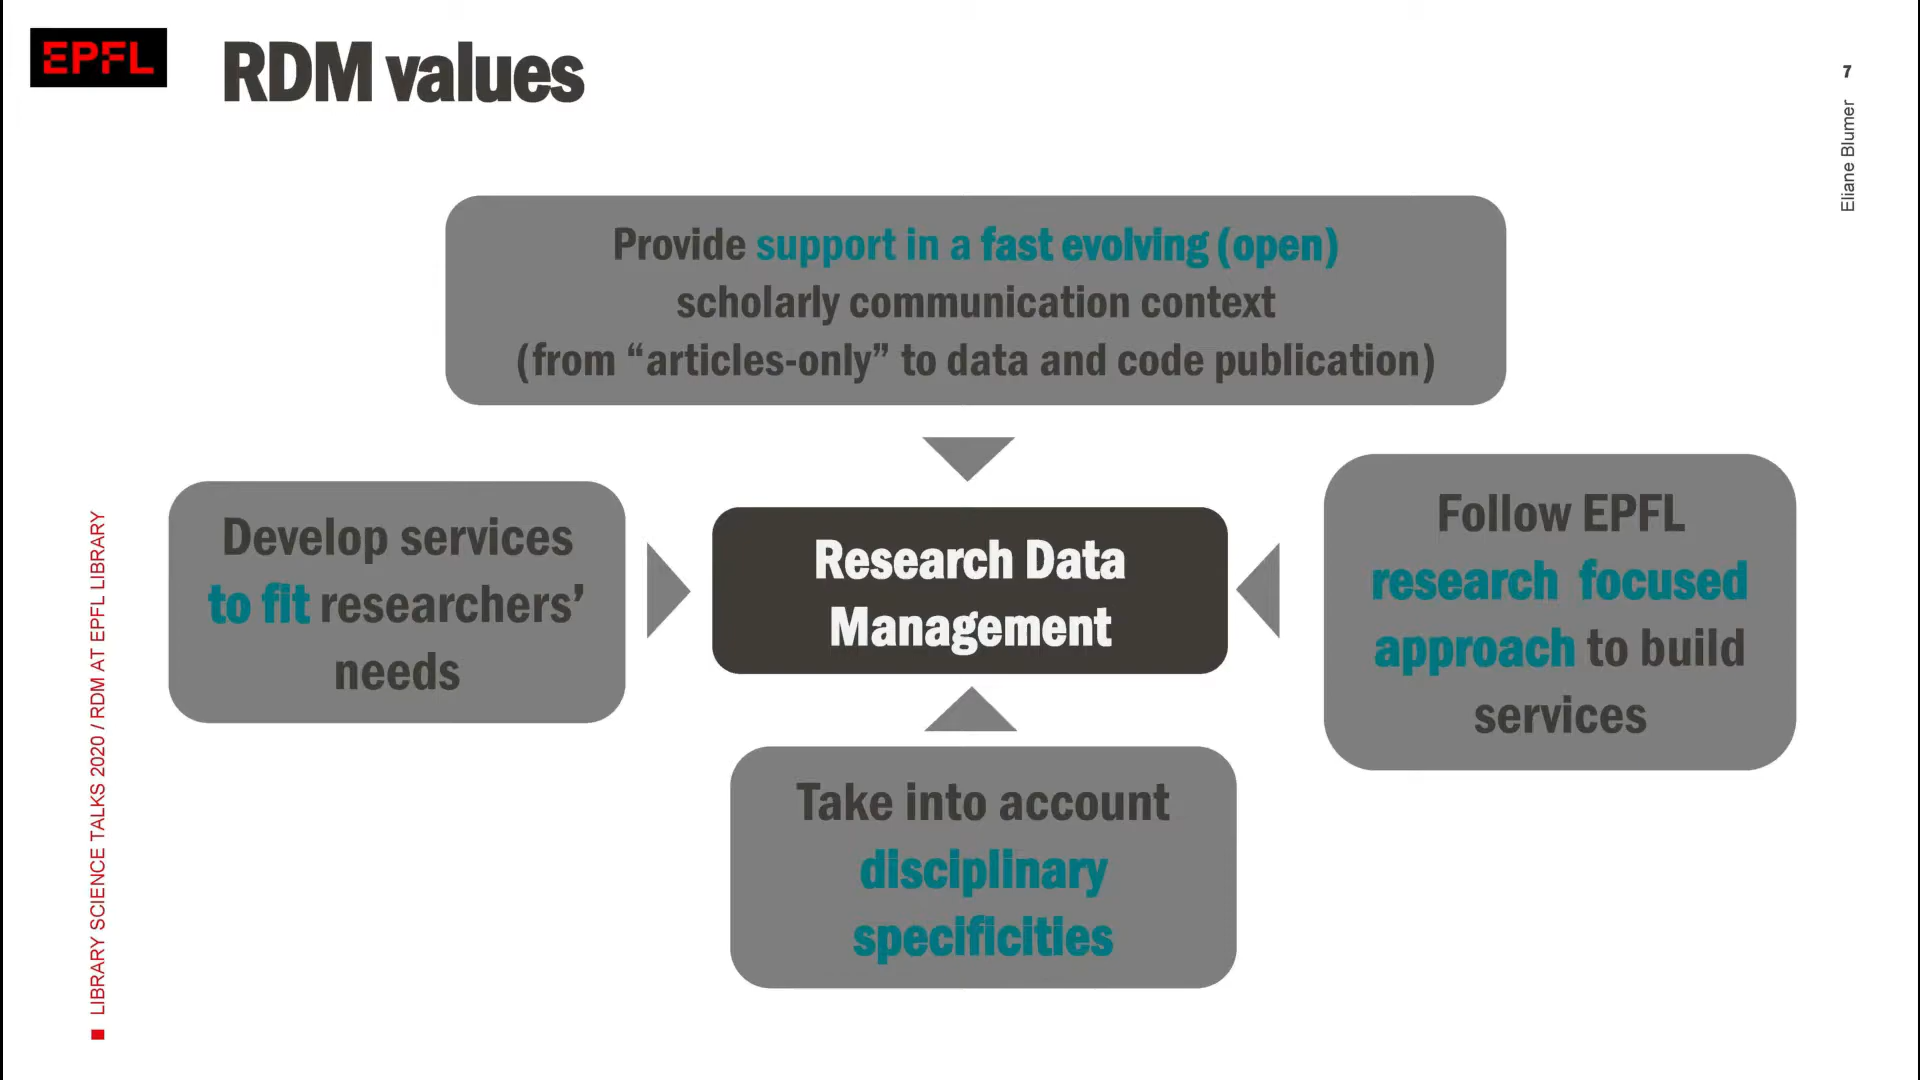 EPFL
RDM values
7
Eliane Blumer
Provide support in a fast evolving (open)
scholarly communication context
(from “articles-only” to data and code publication)
Develop services
to fit researchers’
needs
Research Data
Management
Follow EPFL
research focused
approach to build
services
Take into account
disciplinary
specificities
LIBRARY SCIENCE TALKS 2020 / RDM AT EPFL LIBRARY